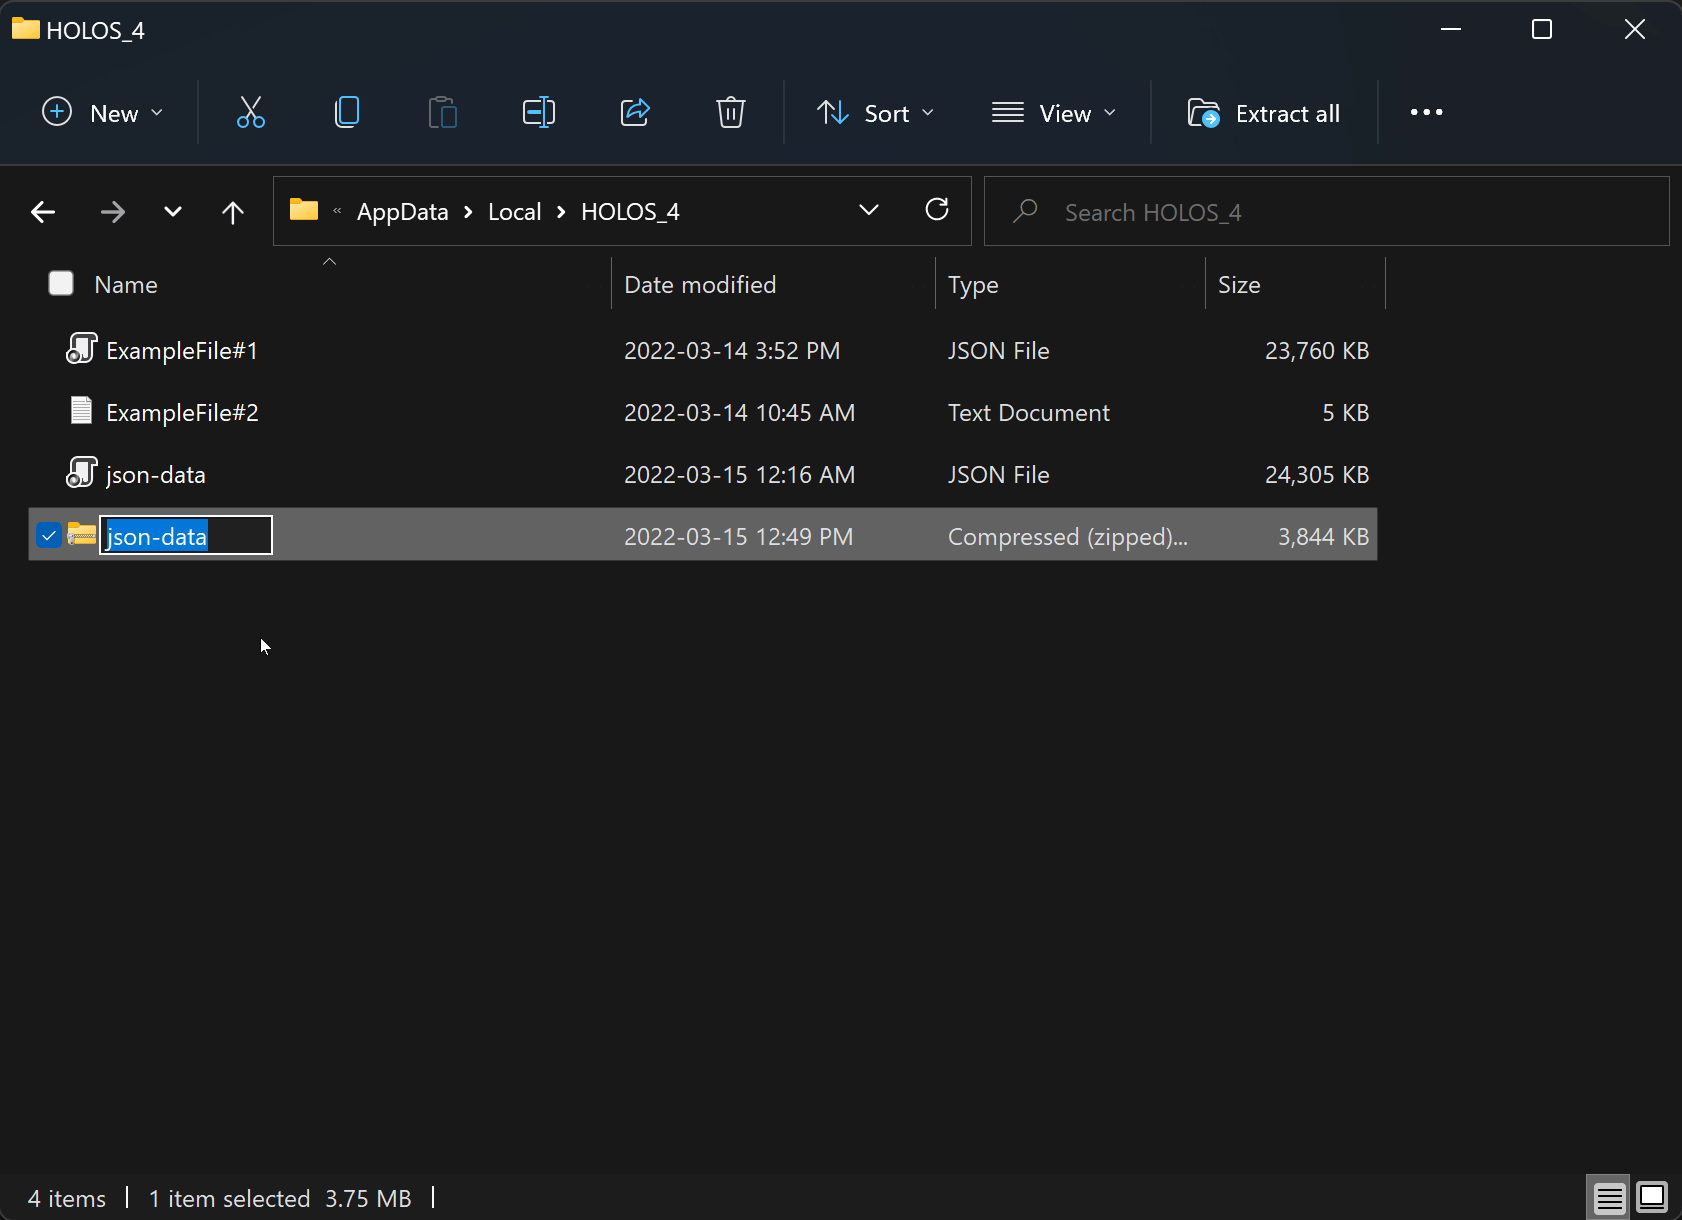 HOLOS_4
New Sort View Extract all
« AppData > Local > HOLOS_4 Search HOLOS_4
Name Date modified Type Size
ExampleFile#1 2022-03-14 3:52 PM JSON File 23,760 KB
ExampleFile#2 2022-03-14 10:45 AM Text Document 5 KB
json-data 2022-03-15 12:16 AM JSON File 24,305 KB
json-data 2022-03-15 12:49 PM Compressed (zipped)... 3,844 KB
4 items 1 item selected 3.75 MB